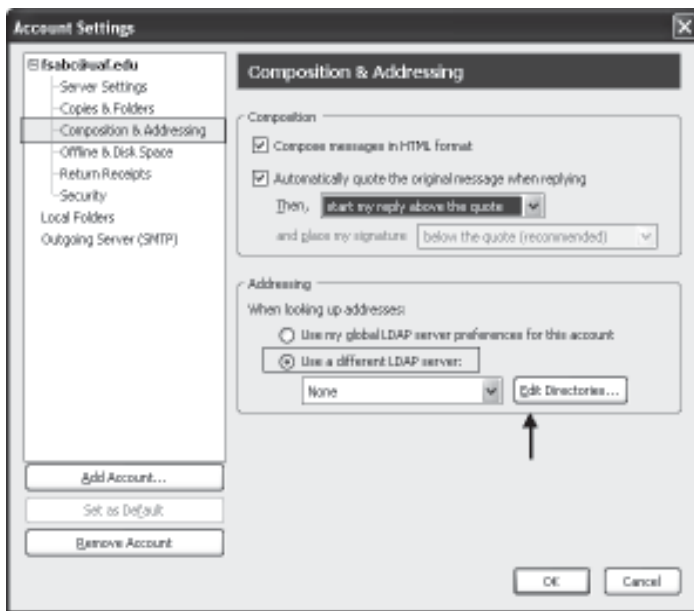 Account Settings
fsabc@uaf.edu
Server Settings
Copies & Folders
Composition & Addressing
Offline & Disk Space
Return Receipts
Security
Local Folders
Outgoing Server (SMTP)
Add Account...
Set as Default
Remove Account
Composition & Addressing
Composition
Compose messages in HTML format
Automatically quote the original message when replying
Then, start my reply above the quote
and place my signature below the quote (recommended)
Addressing
When looking up addresses:
Use my global LDAP server preferences for this account
Use a different LDAP server:
None Edit Directories...
OK Cancel